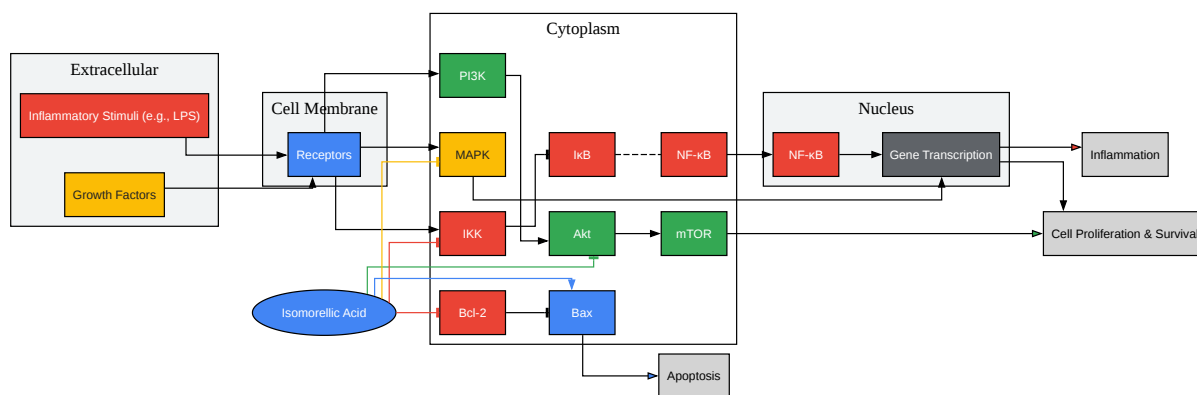 Extracellular
Inflammatory Stimuli (e.g., LPS)
Growth Factors
Cell Membrane
Receptors
Isomorellic Acid
Cytoplasm
PI3K
MAPK
IκB
NF-κB
IKK
Akt
mTOR
Bcl-2
Bax
Nucleus
NF-κB
Gene Transcription
Inflammation
Cell Proliferation & Survival
Apoptosis